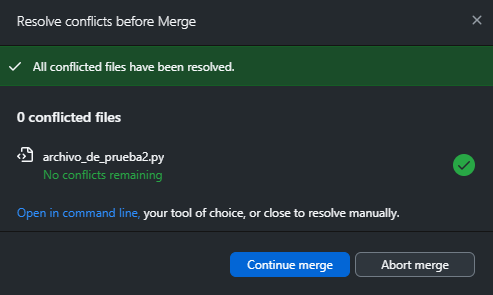 Resolve conflicts before Merge
All conflicted files have been resolved.
0 conflicted files
archivo_de_prueba2.py
No conflicts remaining
Open in command line, your tool of choice, or close to resolve manually.
Continue merge
Abort merge